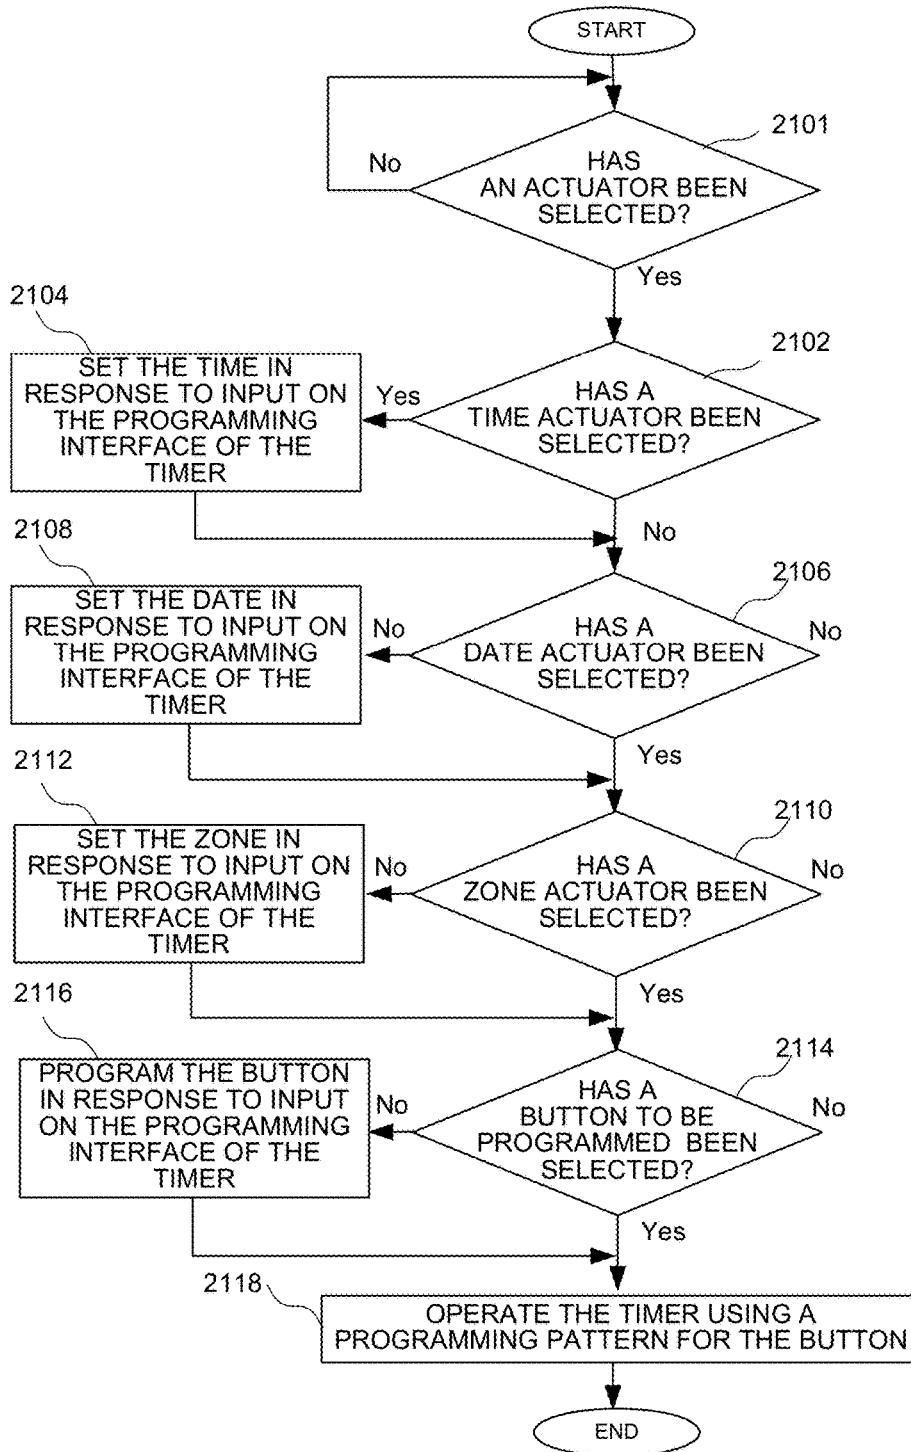 START
2101
No
HAS
AN ACTUATOR BEEN
SELECTED?
Yes
2104
2102
SET THE TIME IN
RESPONSE TO INPUT ON
THE PROGRAMMING
INTERFACE OF THE
TIMER
Yes
HAS A
TIME ACTUATOR BEEN
SELECTED?
No
2108
2106
SET THE DATE IN
RESPONSE TO INPUT ON
THE PROGRAMMING
INTERFACE OF THE
TIMER
No
HAS A
DATE ACTUATOR BEEN
SELECTED?
No
Yes
2112
2110
SET THE ZONE IN
RESPONSE TO INPUT ON
THE PROGRAMMING
INTERFACE OF THE
TIMER
No
HAS A
ZONE ACTUATOR BEEN
SELECTED?
No
Yes
2116
2114
PROGRAM THE BUTTON
IN RESPONSE TO INPUT
ON THE PROGRAMMING
INTERFACE OF THE
TIMER
No
HAS A
BUTTON TO BE
PROGRAMMED BEEN
SELECTED?
No
Yes
2118
OPERATE THE TIMER USING A
PROGRAMMING PATTERN FOR THE BUTTON
END